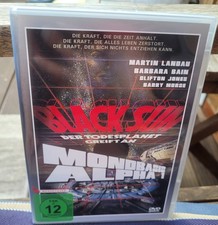 DIE KRAFT, DIE DIE ZEIT ANHALT.
DIE KRAFT, DIE ALLES LEBEN ZERSTÖRT.
DIE KRAFT, DER SICH NICHTS ENTZIEHEN KANN.
MARTIN LANDAU
BARBARA BAIN
CLIFTON JONES
BARRY MORSE
BLACK SUN
DER TODESPLANET
GREIFT AN
MONDBASIS
ALPHA 1
12
DVD